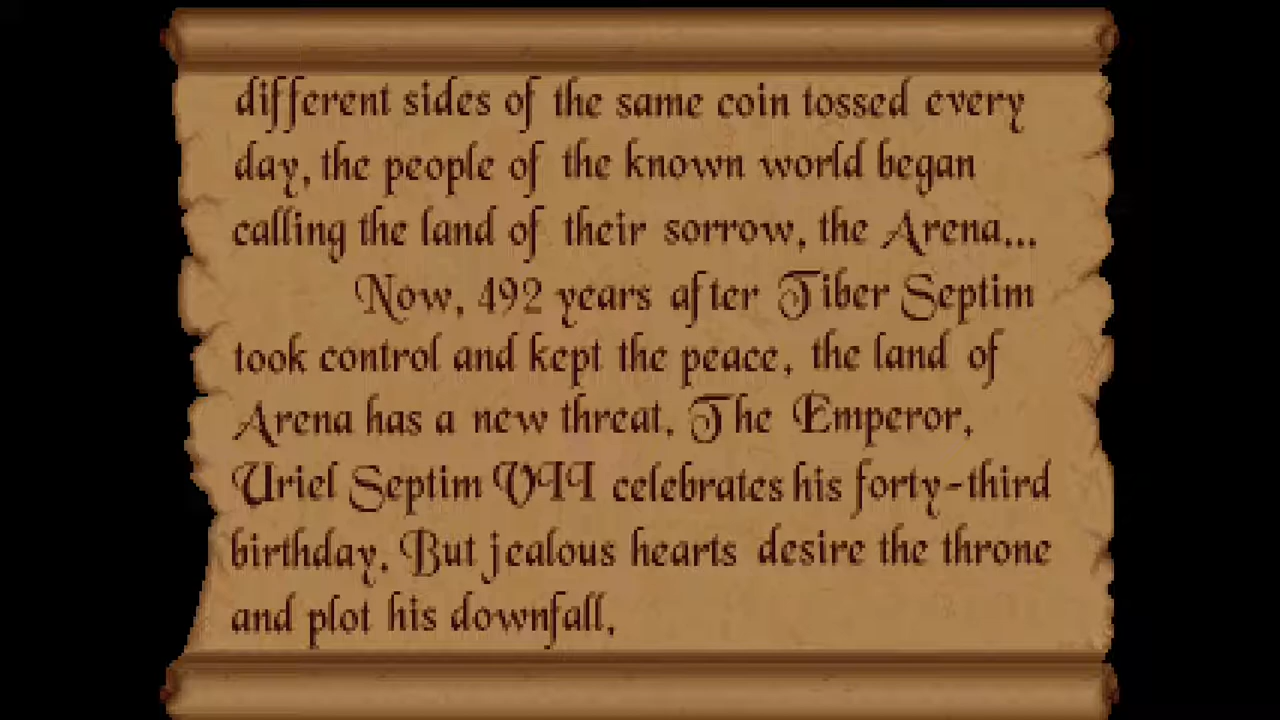 different sides of the same coin tossed every
day, the people of the known world began
calling the land of their sorrow, the Arena...
Now, 492 years after Tiber Septim
took control and kept the peace, the land of
Arena has a new threat. The Emperor,
Uriel Septim VII celebrates his forty-third
birthday. But jealous hearts desire the throne
and plot his downfall.